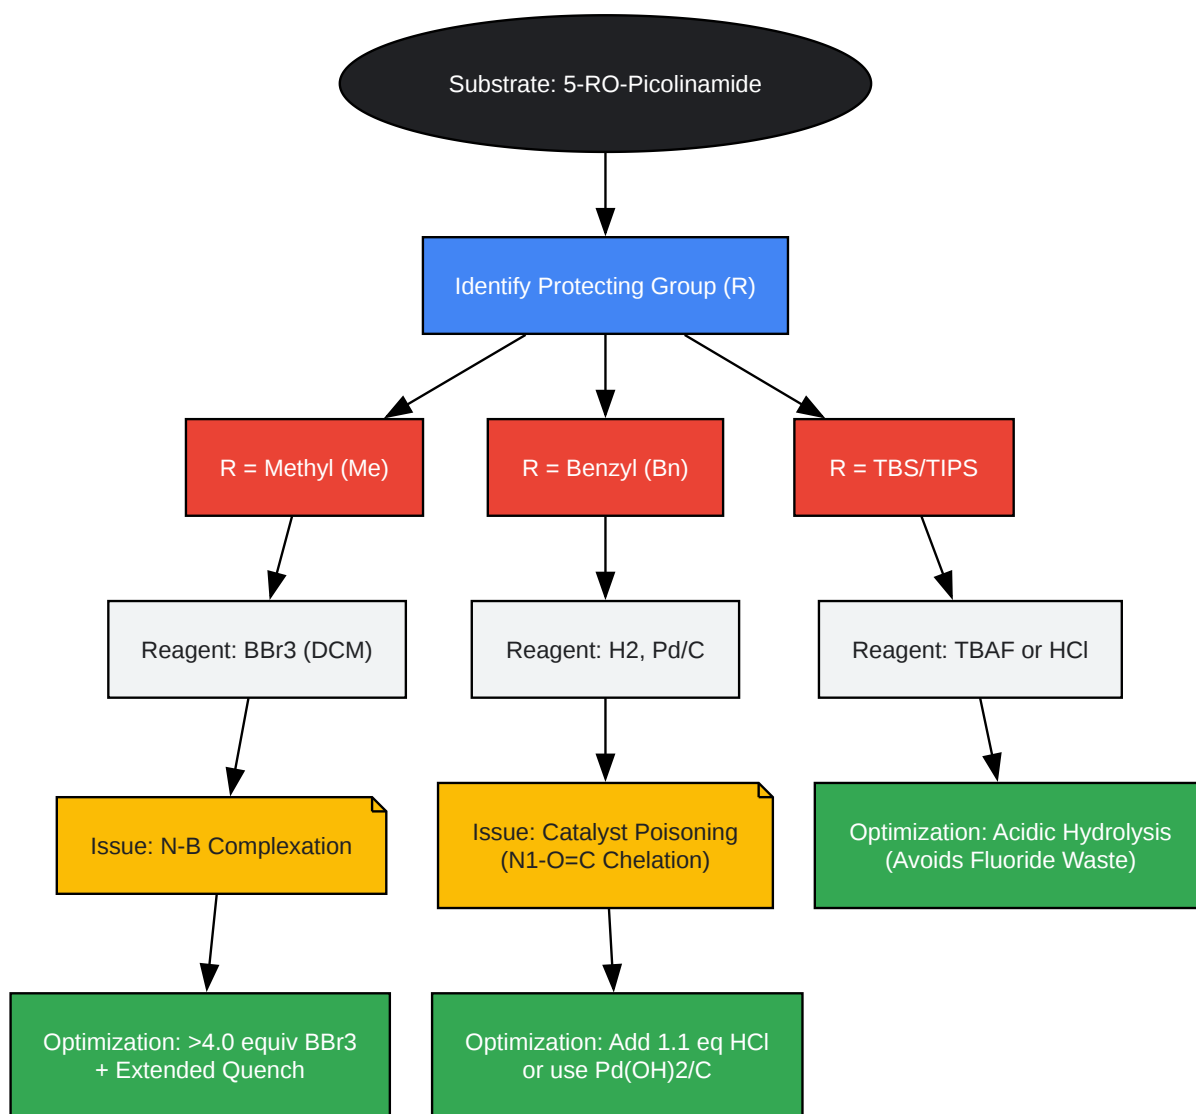 Substrate: 5-RO-Picolinamide
Identify Protecting Group (R)
R = Methyl (Me)
R = Benzyl (Bn)
R = TBS/TIPS
Reagent: BBr3 (DCM)
Reagent: H2, Pd/C
Reagent: TBAF or HCl
Issue: N-B Complexation
Issue: Catalyst Poisoning
(N1-O=C Chelation)
Optimization: Acidic Hydrolysis
(Avoids Fluoride Waste)
Optimization: >4.0 equiv BBr3
+ Extended Quench
Optimization: Add 1.1 eq HCl
or use Pd(OH)2/C